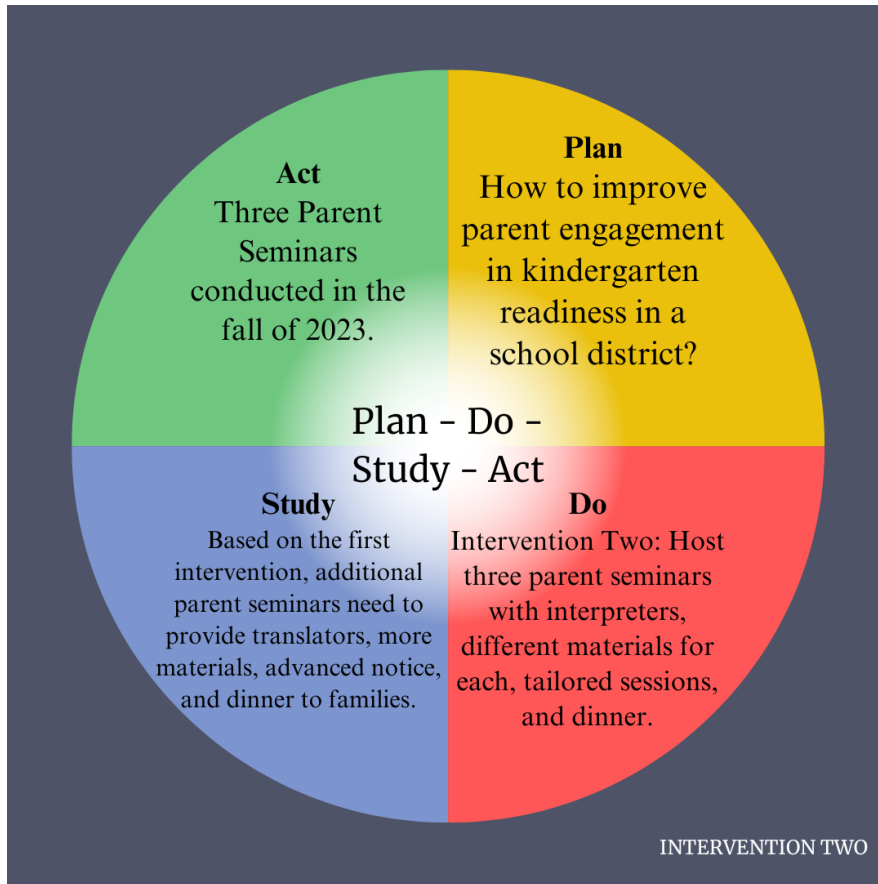 Act
Three Parent
Seminars
conducted in the
fall of 2023.
Plan
How to improve
parent engagement
in kindergarten
readiness in a
school district?
Plan - Do -
Study - Act
Study
Based on the first
intervention, additional
parent seminars need to
provide translators, more
materials, advanced notice,
and dinner to families.
Do
Intervention Two: Host
three parent seminars
with interpreters,
different materials for
each, tailored sessions,
and dinner.
INTERVENTION TWO